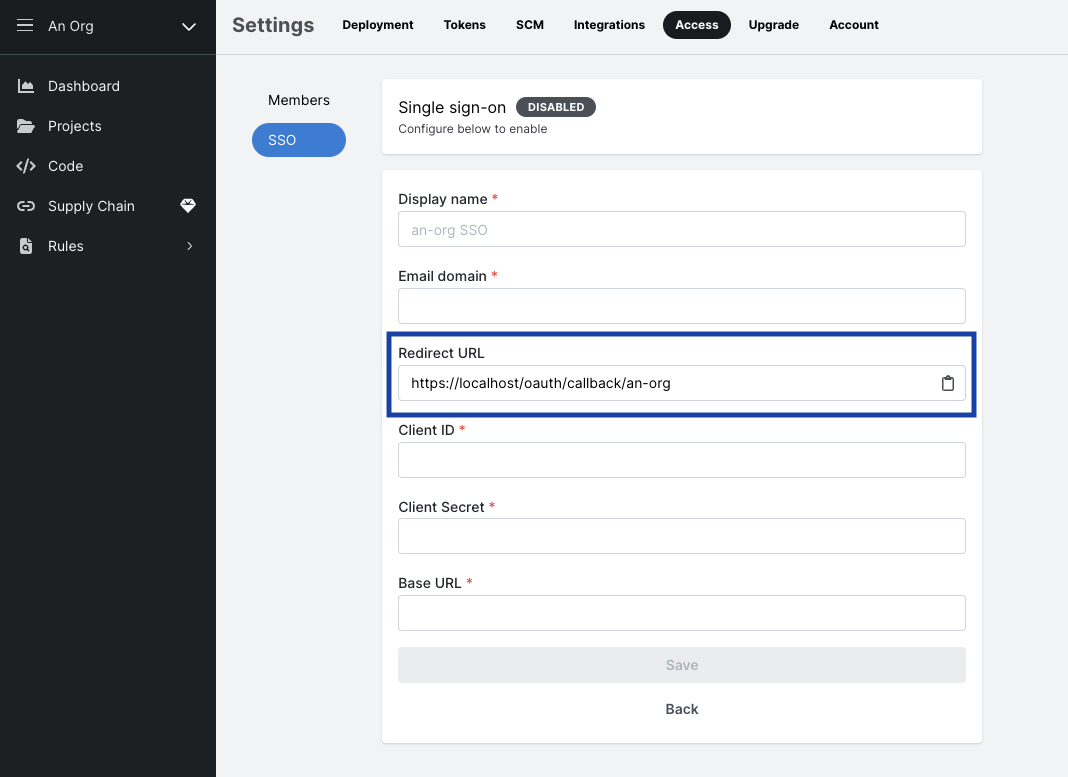 An Org
Dashboard
Projects
Code
Supply Chain
Rules
Settings
Deployment
Tokens
SCM
Integrations
Access
Upgrade
Account
Members
SSO
Single sign-on DISABLED
Configure below to enable
Display name *
an-org SSO
Email domain *
Redirect URL
https://localhost/oauth/callback/an-org
Client ID *
Client Secret *
Base URL *
Save
Back